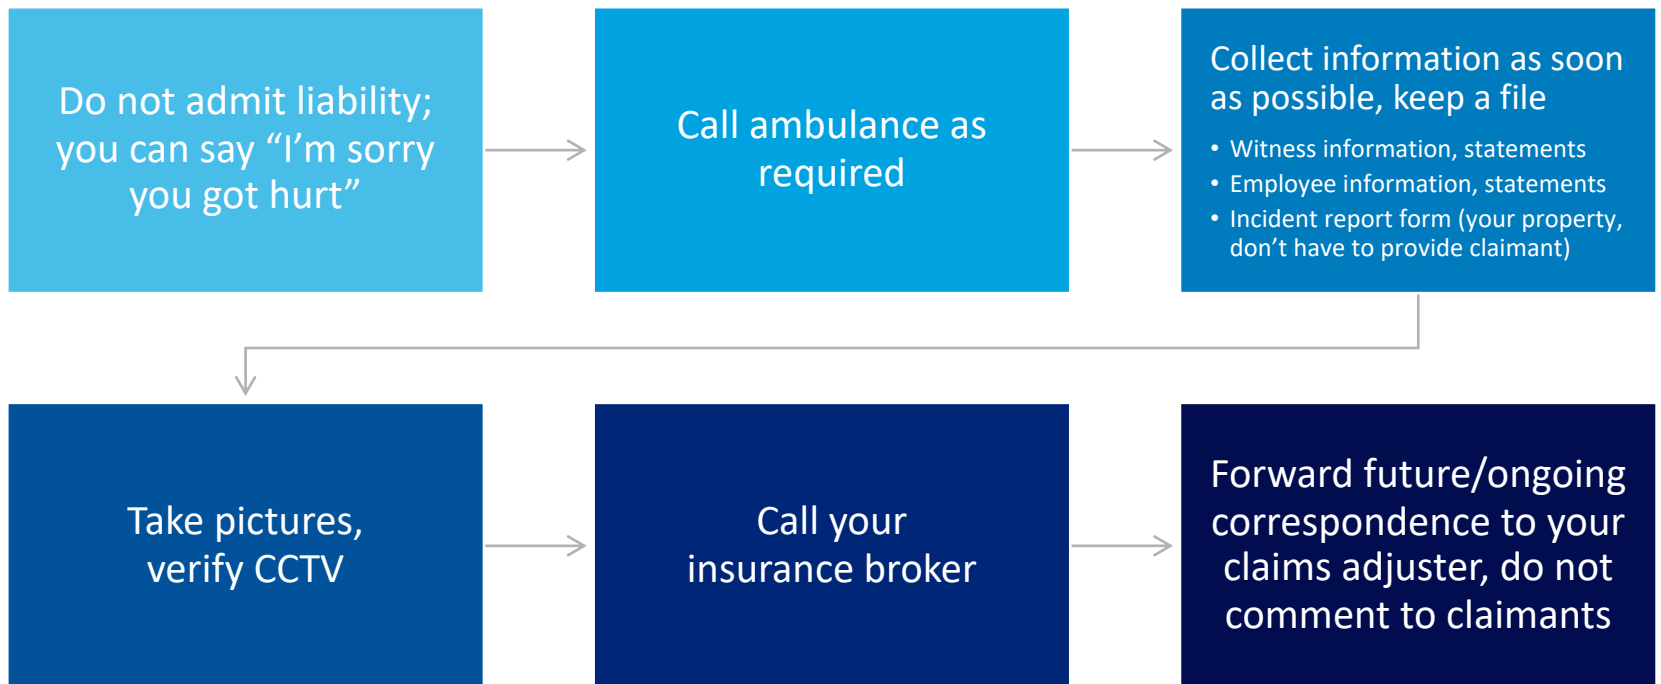 Do not admit liability;
you can say “I’m sorry
you got hurt”
Call ambulance as
required
Collect information as soon
as possible, keep a file
• Witness information, statements
• Employee information, statements
• Incident report form (your property,
don’t have to provide claimant)
Take pictures,
verify CCTV
Call your
insurance broker
Forward future/ongoing
correspondence to your
claims adjuster, do not
comment to claimants